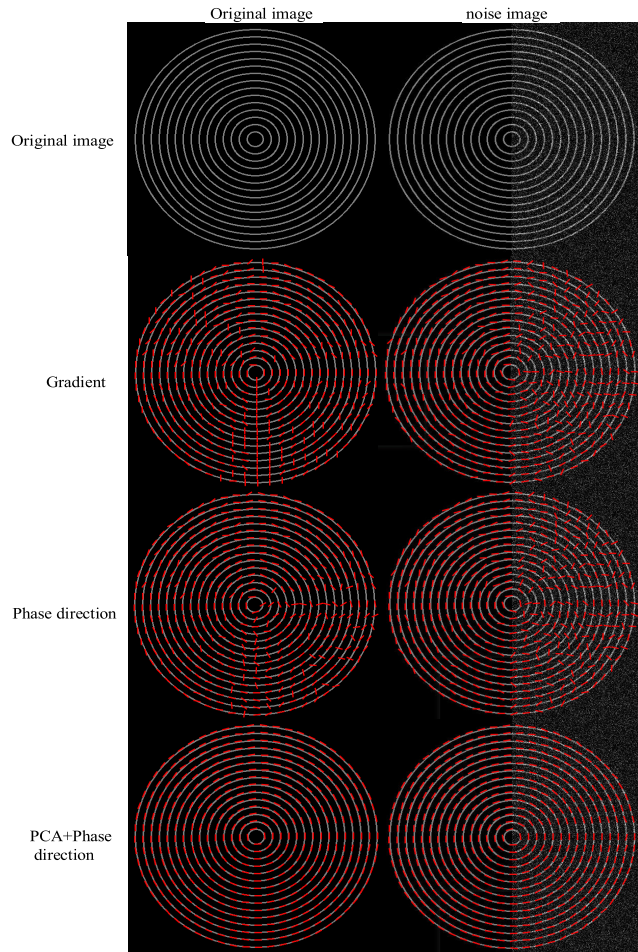 Original image
noise image
Original image
Gradient
Phase direction
PCA+Phase
direction